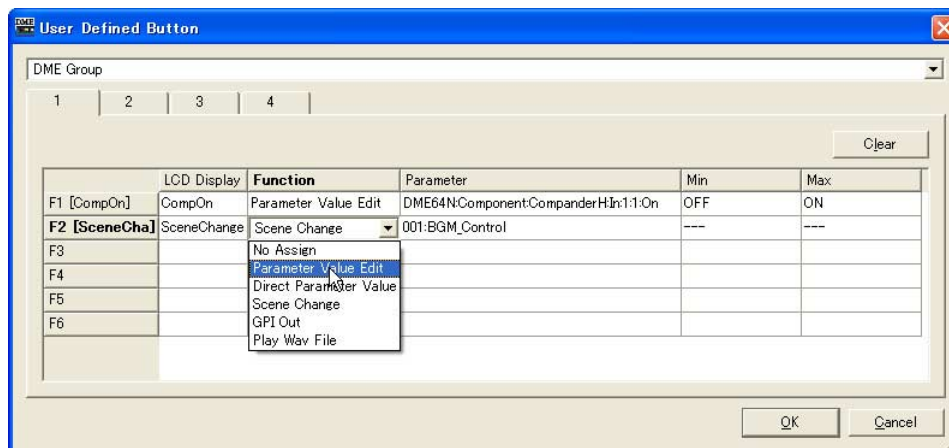 User Defined Button
DME Group
1 2 3 4
Clear
LCD Display Function Parameter Min Max
F1 [CompOn] CompOn Parameter Value Edit DME64N:Component:CompanderH:In:1:1:On OFF ON
F2 [SceneCha] SceneChange Scene Change 001:BGM_Control --- ---
F3 No Assign
F4 Parameter Value Edit
Direct Parameter Value
F5 Scene Change
F6 GPI Out
Play Wav File
OK Cancel